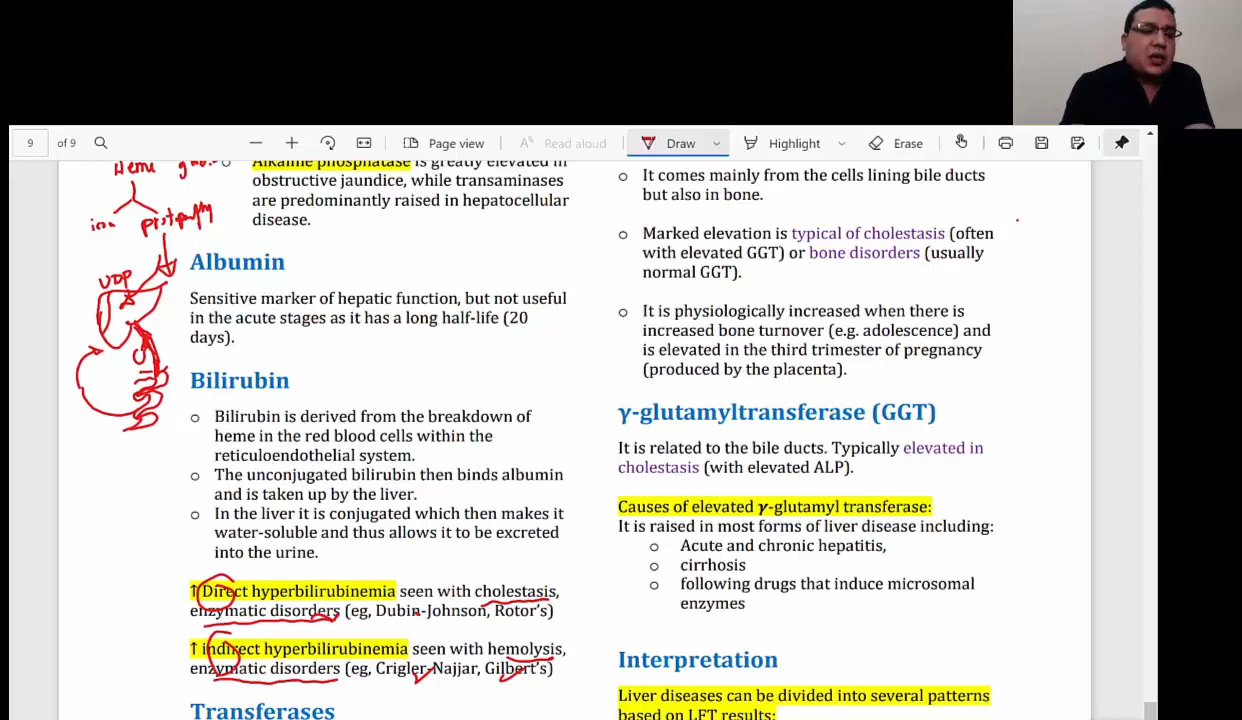 9 of 9
Page view
Read aloud
Draw
Highlight
Erase
Heme
UDP
Alkaline phosphatase is greatly elevated in
obstructive jaundice, while transaminases
are predominantly raised in hepatocellular
disease.
Albumin
Sensitive marker of hepatic function, but not useful
in the acute stages as it has a long half-life (20
days).
Bilirubin
o Bilirubin is derived from the breakdown of
heme in the red blood cells within the
reticuloendothelial system.
o The unconjugated bilirubin then binds albumin
and is taken up by the liver.
o In the liver it is conjugated which then makes it
water-soluble and thus allows it to be excreted
into the urine.
↑ Direct hyperbilirubinemia seen with cholestasis,
enzymatic disorders (eg, Dubin-Johnson, Rotor's)
↑ indirect hyperbilirubinemia seen with hemolysis,
enzymatic disorders (eg, Crigler-Najjar, Gilbert's)
Transferases
o It comes mainly from the cells lining bile ducts
but also in bone.
o Marked elevation is typical of cholestasis (often
with elevated GGT) or bone disorders (usually
normal GGT).
o It is physiologically increased when there is
increased bone turnover (e.g. adolescence) and
is elevated in the third trimester of pregnancy
(produced by the placenta).
γ-glutamyltransferase (GGT)
It is related to the bile ducts. Typically elevated in
cholestasis (with elevated ALP).
Causes of elevated γ-glutamyl transferase:
It is raised in most forms of liver disease including:
o Acute and chronic hepatitis,
o cirrhosis
o following drugs that induce microsomal
enzymes
Interpretation
Liver diseases can be divided into several patterns
based on LFT results: